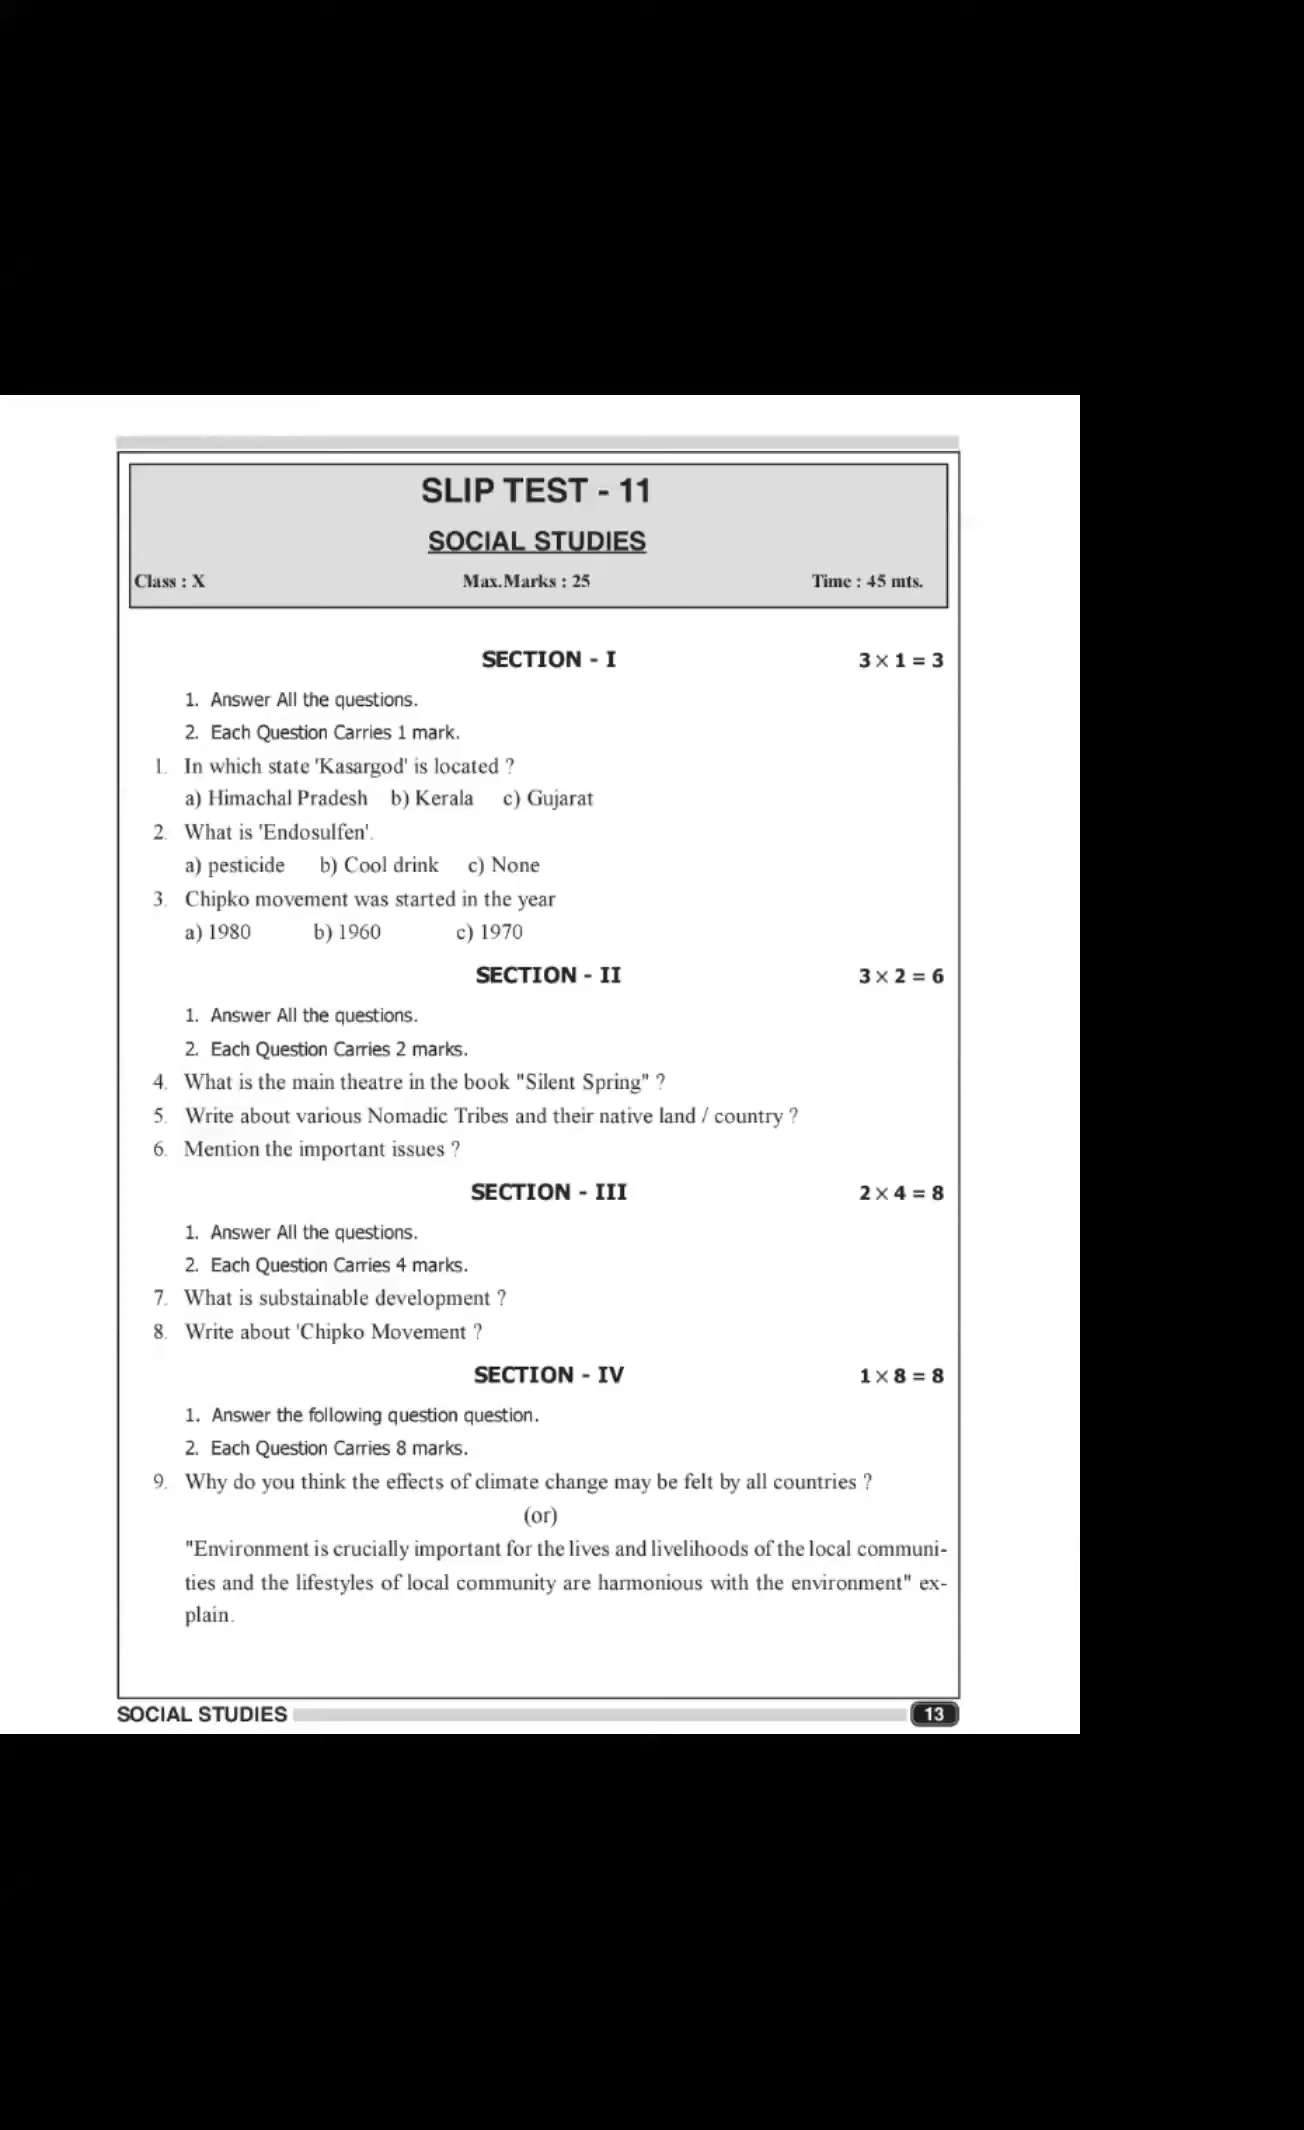 SLIP TEST - 11
SOCIAL STUDIES
Class : X Max.Marks : 25 Time : 45 mts.
SECTION - I 3 × 1 = 3
1. Answer All the questions.
2. Each Question Carries 1 mark.
1. In which state 'Kasargod' is located ?
a) Himachal Pradesh b) Kerala c) Gujarat
2. What is 'Endosulfen'.
a) pesticide b) Cool drink c) None
3. Chipko movement was started in the year
a) 1980 b) 1960 c) 1970
SECTION - II 3 × 2 = 6
1. Answer All the questions.
2. Each Question Carries 2 marks.
4. What is the main theatre in the book "Silent Spring" ?
5. Write about various Nomadic Tribes and their native land / country ?
6. Mention the important issues ?
SECTION - III 2 × 4 = 8
1. Answer All the questions.
2. Each Question Carries 4 marks.
7. What is substainable development ?
8. Write about 'Chipko Movement ?
SECTION - IV 1 × 8 = 8
1. Answer the following question question.
2. Each Question Carries 8 marks.
9. Why do you think the effects of climate change may be felt by all countries ?
(or)
"Environment is crucially important for the lives and livelihoods of the local communi-
ties and the lifestyles of local community are harmonious with the environment" ex-
plain.
SOCIAL STUDIES 13